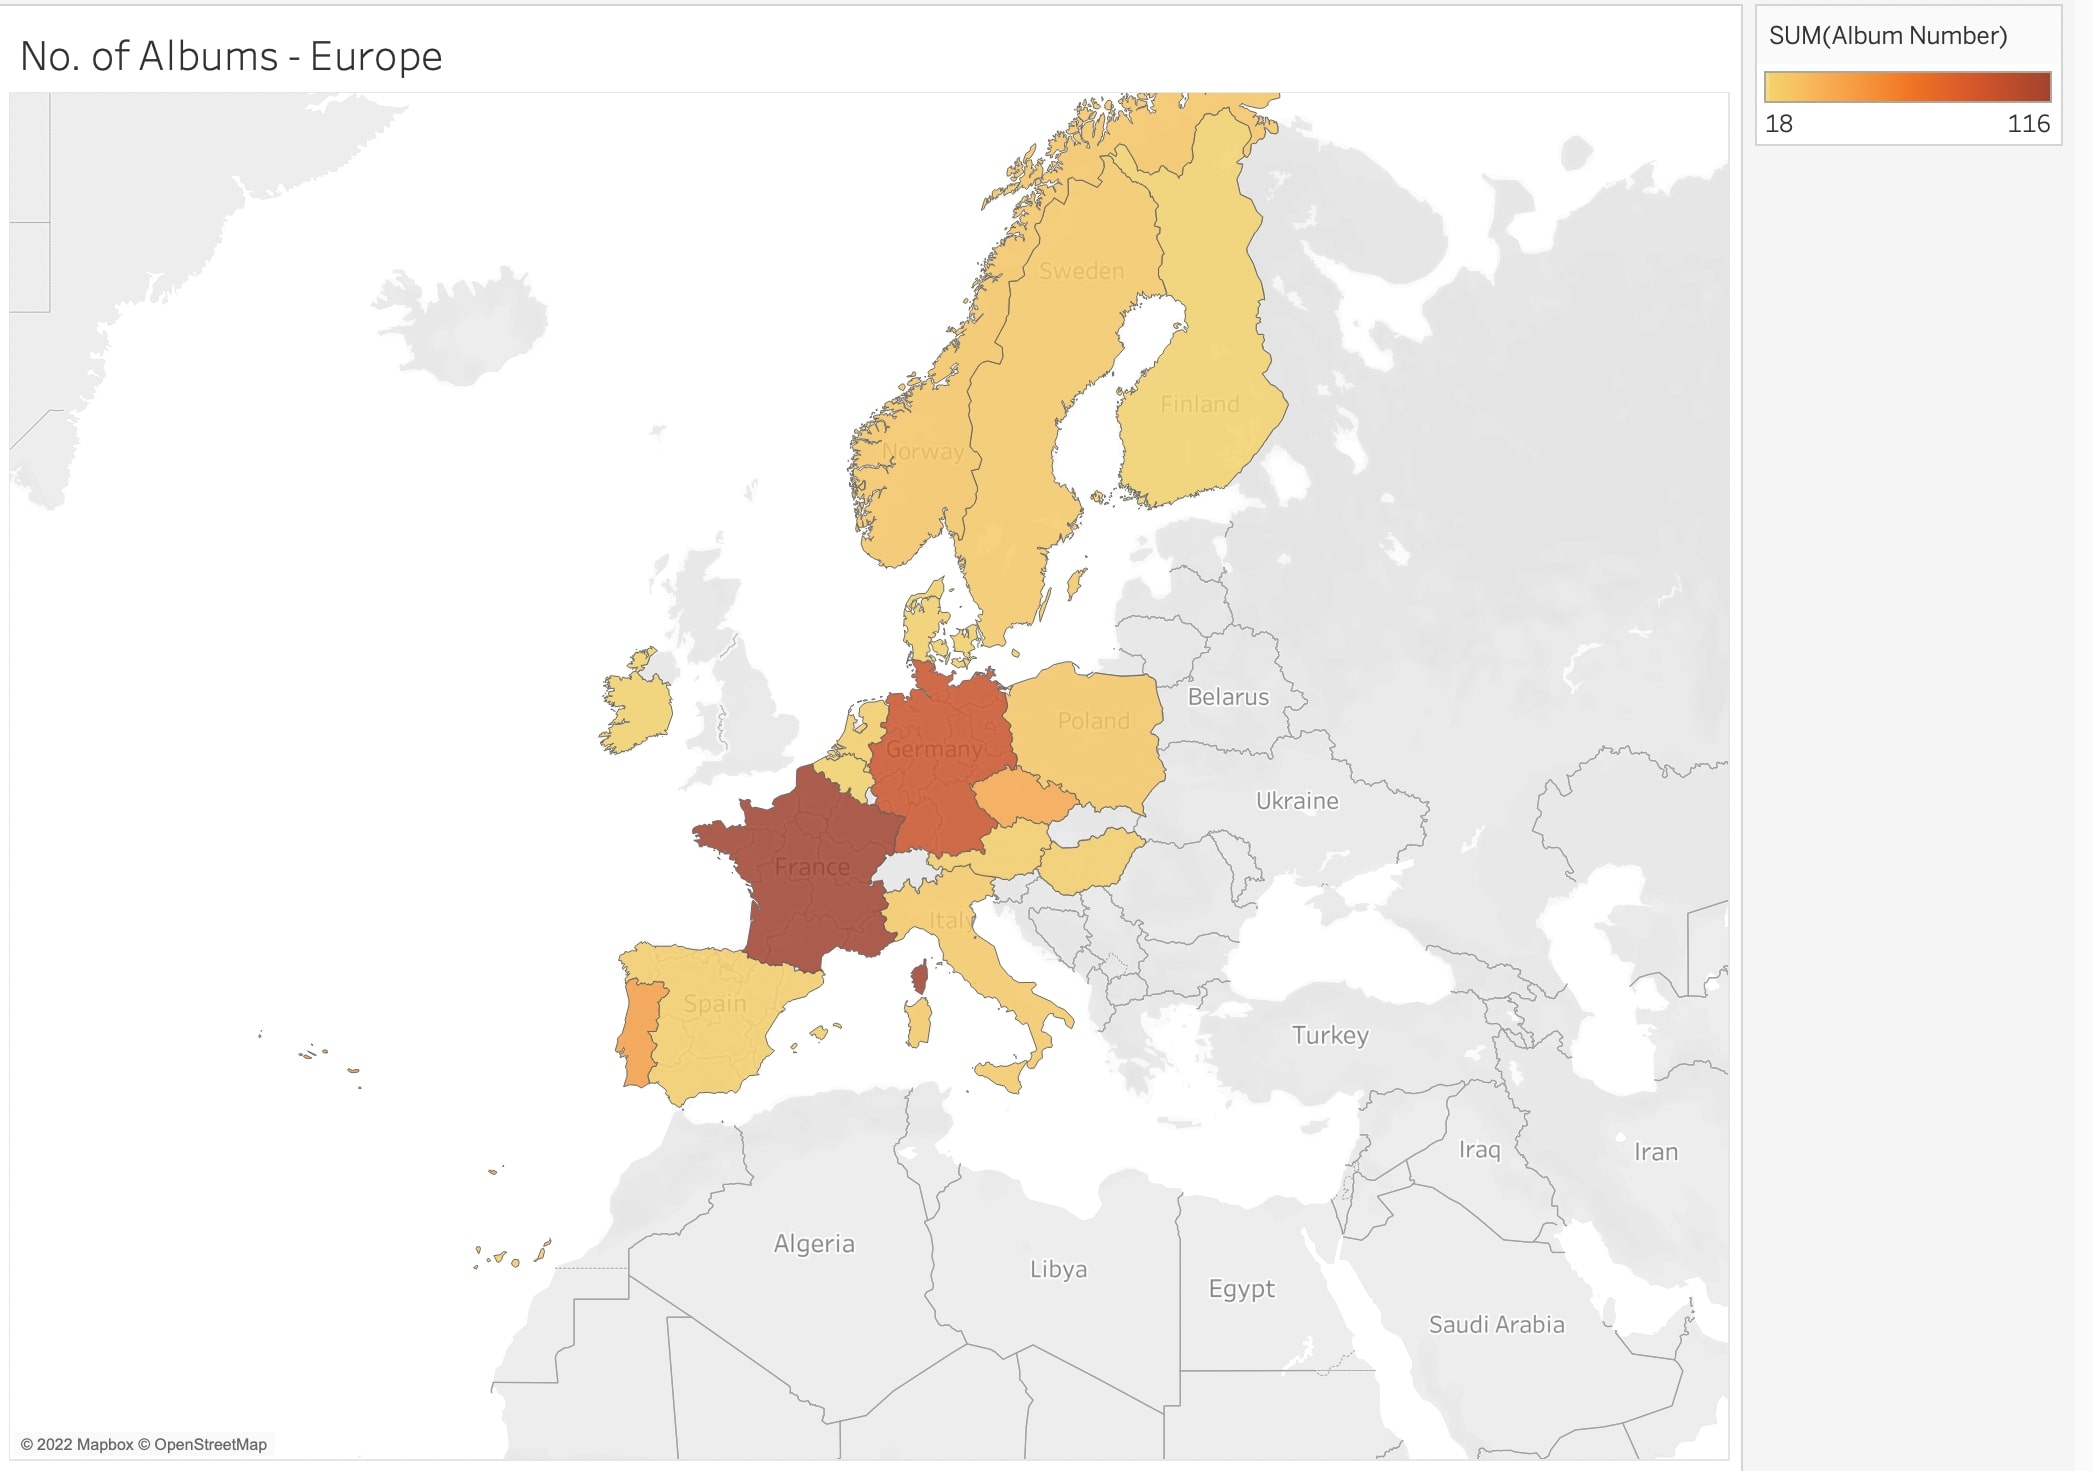 No. of Albums - Europe
SUM(Album Number)
18
116
Sweden
Finland
Norway
Belarus
Poland
Germany
Ukraine
France
Italy
Spain
Turkey
Iraq
Iran
Algeria
Libya
Egypt
Saudi Arabia
© 2022 Mapbox © OpenStreetMap